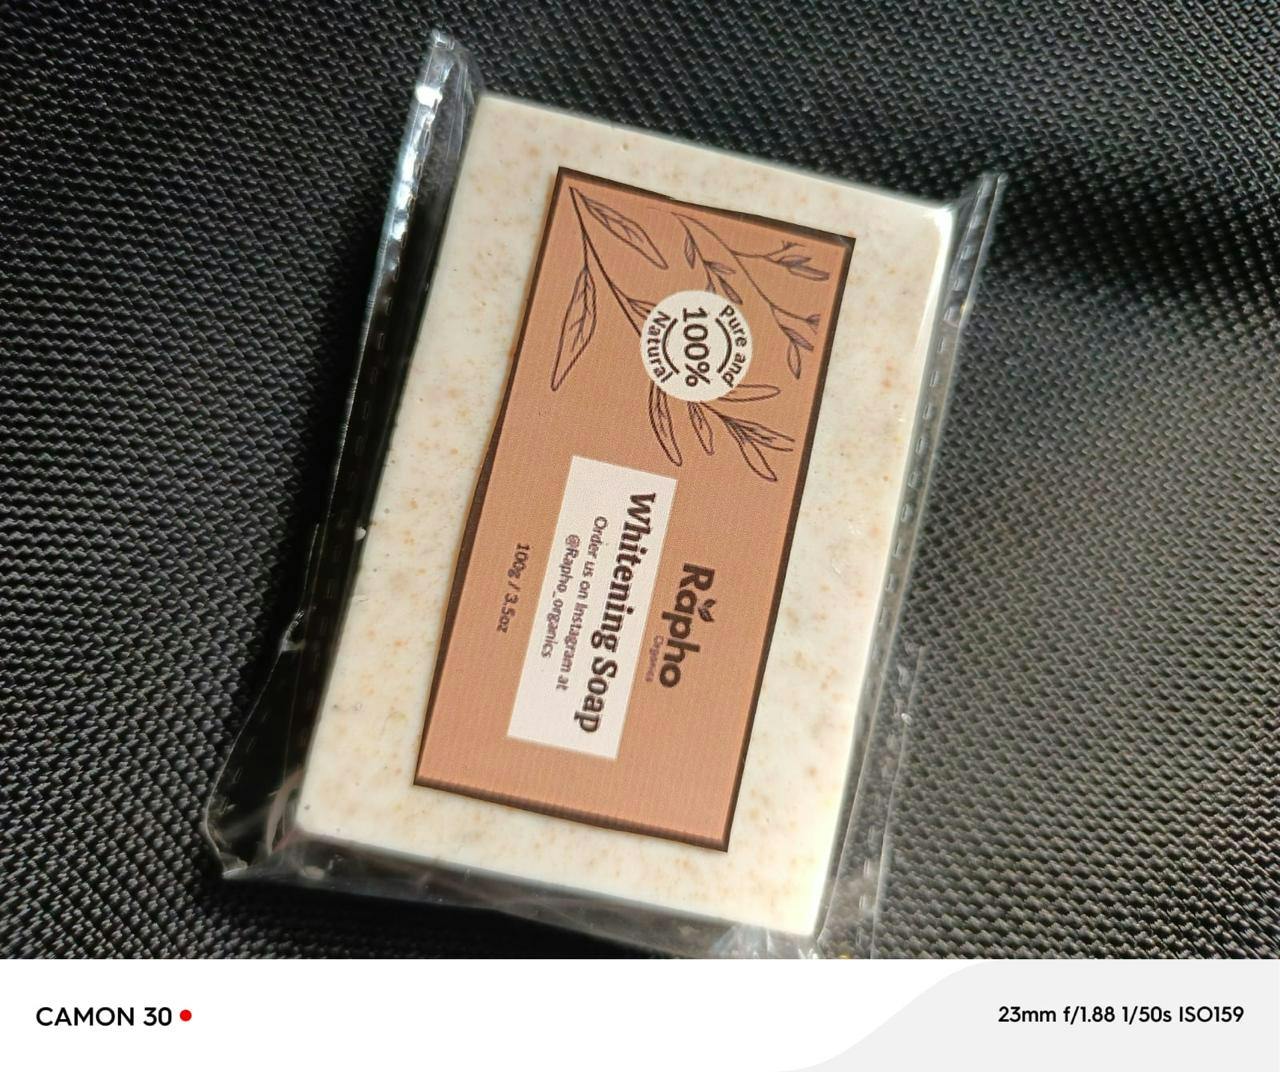 Pure and
100%
Natural
Rapho
Organics
Whitening Soap
Order us on Instagram at
@Rapho_organics
100g / 3.5oz
CAMON 30
23mm f/1.88 1/50s ISO159